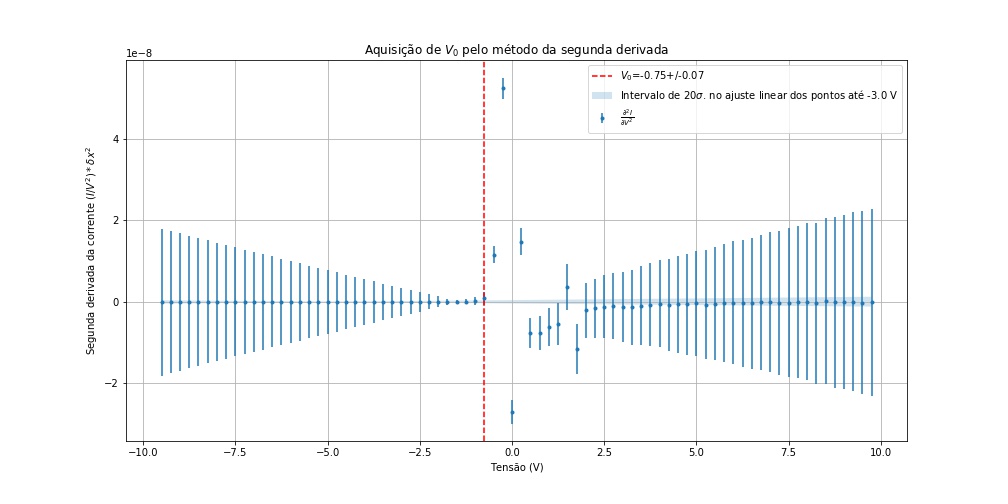 Aquisição de V₀ pelo método da segunda derivada
1e−8
V₀=-0.75+/-0.07
Intervalo de 20σ. no ajuste linear dos pontos até -3.0 V
∂²I/∂V²
Segunda derivada da corrente (I/V²)*δx²
4
2
0
−2
−10.0 −7.5 −5.0 −2.5 0.0 2.5 5.0 7.5 10.0
Tensão (V)